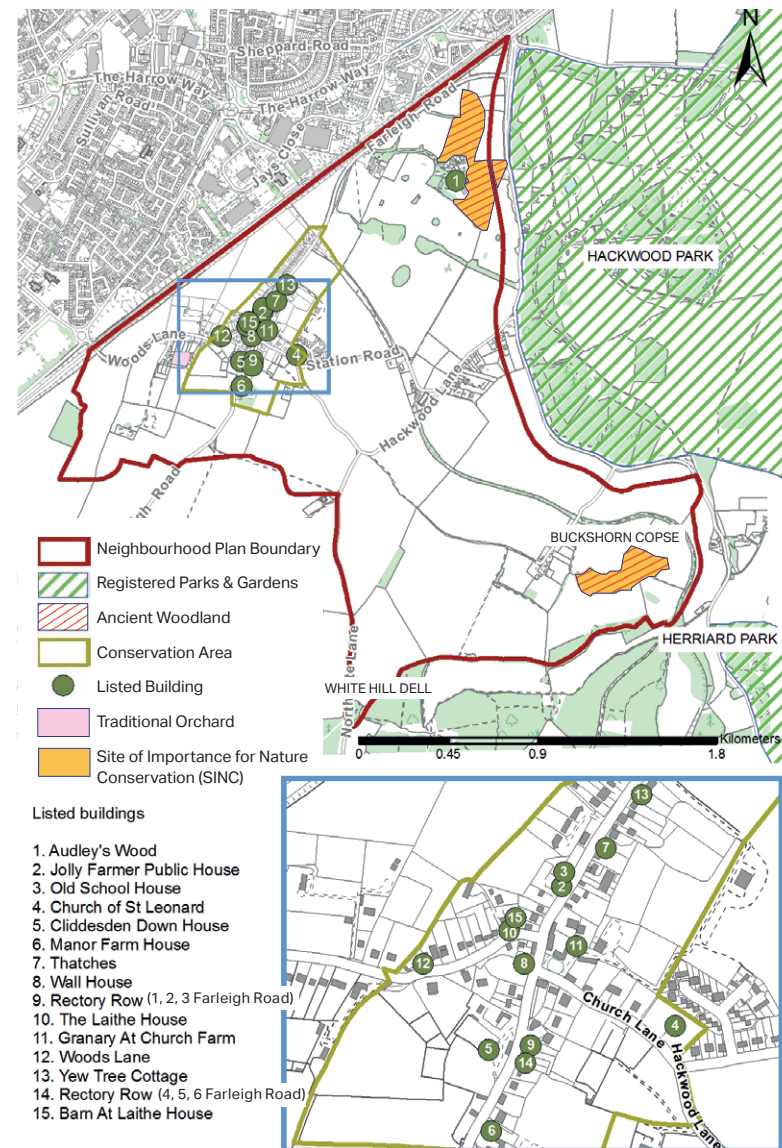 N
Sheppard Road
The Harrow Way
The Harrow Way
Sullivan Road
Jays Close
Farleigh Road
1
HACKWOOD PARK
13
7
2
15
11
12
8
4
5
9
6
Woods Lane
Station Road
Hackwood Lane
eigh Road
BUCKSHORN COPSE
HERRIARD PARK
WHITE HILL DELL
Kilometers
0 0.45 0.9 1.8
Neighbourhood Plan Boundary
Registered Parks & Gardens
Ancient Woodland
Conservation Area
Listed Building
Traditional Orchard
Site of Importance for Nature
Conservation (SINC)
Listed buildings
1. Audley's Wood
2. Jolly Farmer Public House
3. Old School House
4. Church of St Leonard
5. Cliddesden Down House
6. Manor Farm House
7. Thatches
8. Wall House
9. Rectory Row (1, 2, 3 Farleigh Road)
10. The Laithe House
11. Granary At Church Farm
12. Woods Lane
13. Yew Tree Cottage
14. Rectory Row (4, 5, 6 Farleigh Road)
15. Barn At Laithe House
13
7
3
2
15
10
11
12
8
Church Lane
4
Hackwood Lane
5
9
14
6